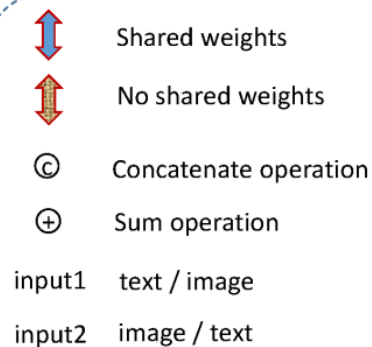 Shared weights
No shared weights
© Concatenate operation
⊕ Sum operation
input1 text / image
input2 image / text